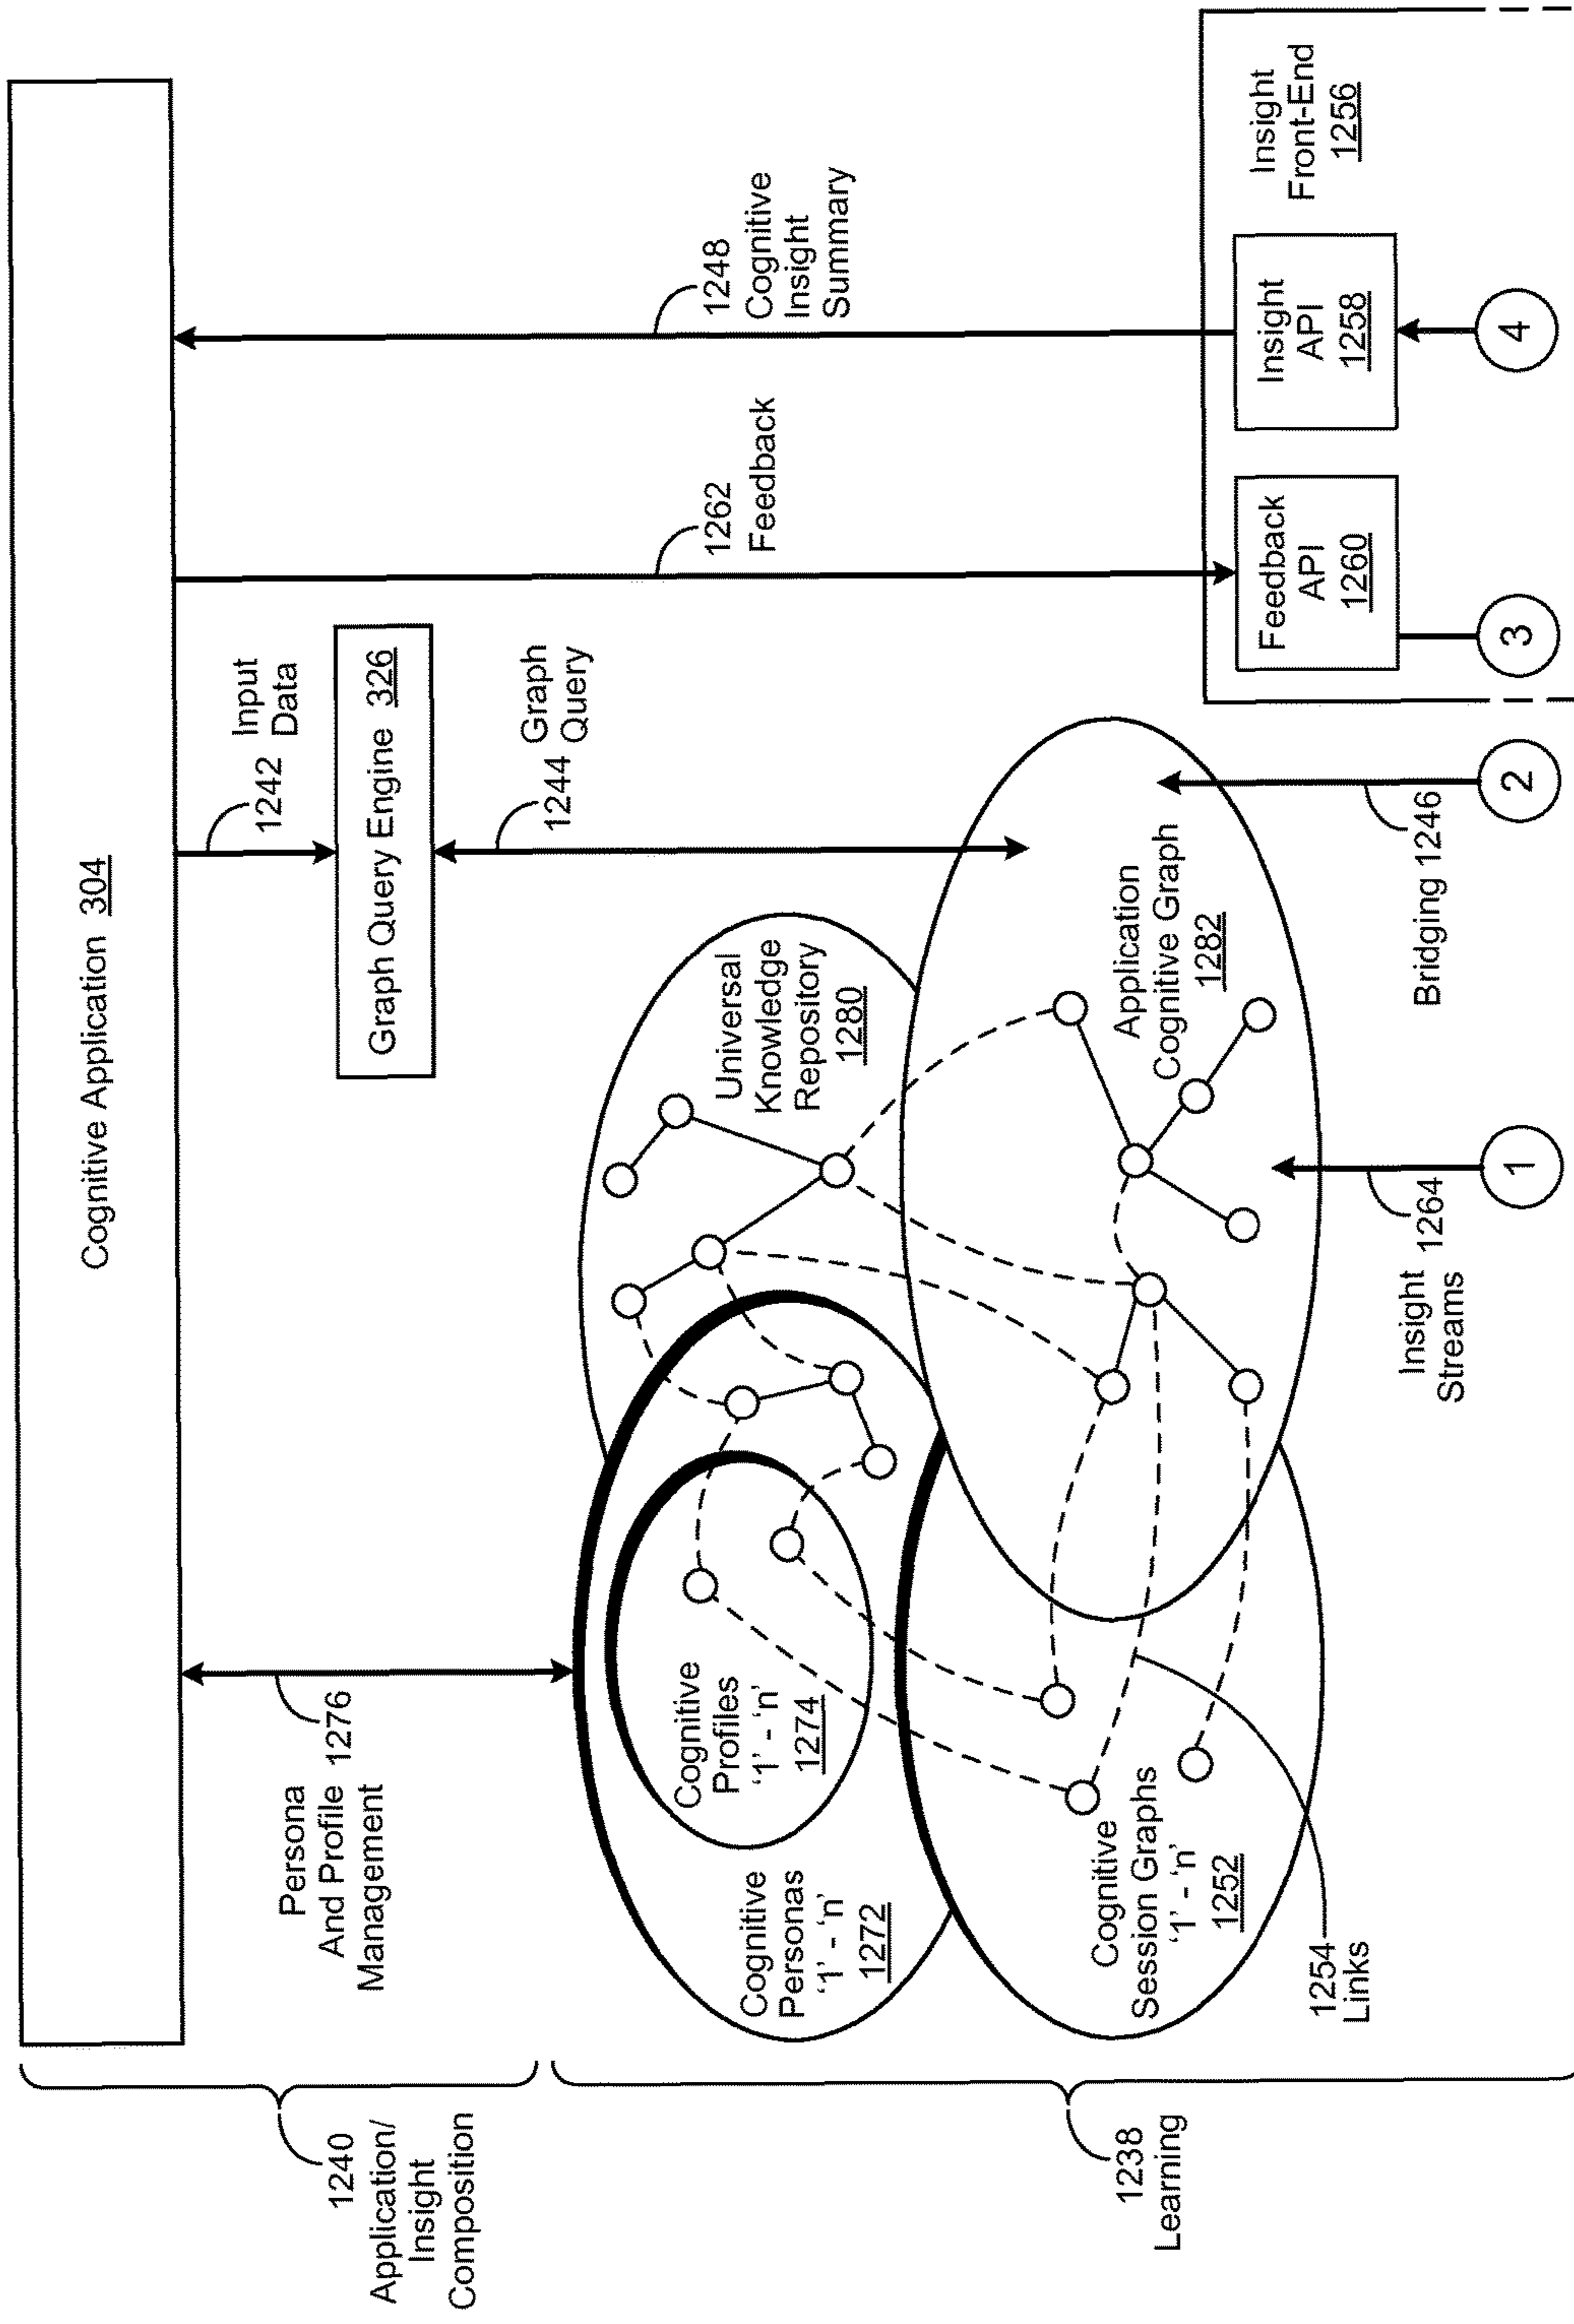 Cognitive Application 304
1240
Application/
Insight
Composition
Persona
And Profile 1276
Management
1242
Input
Data
Graph Query Engine 326
1244
Graph
Query
1262
Feedback
1248
Cognitive
Insight
Summary
1238
Learning
Cognitive
Personas
'1' - 'n'
1272
Cognitive
Profiles
'1' - 'n'
1274
Universal
Knowledge
Repository
1280
Cognitive
Session Graphs
'1' - 'n'
1252
Application
Cognitive Graph
1282
1254
Links
Insight 1264
Streams
Bridging 1246
Feedback
API
1260
Insight
API
1258
Insight
Front-End
1256
1
2
3
4